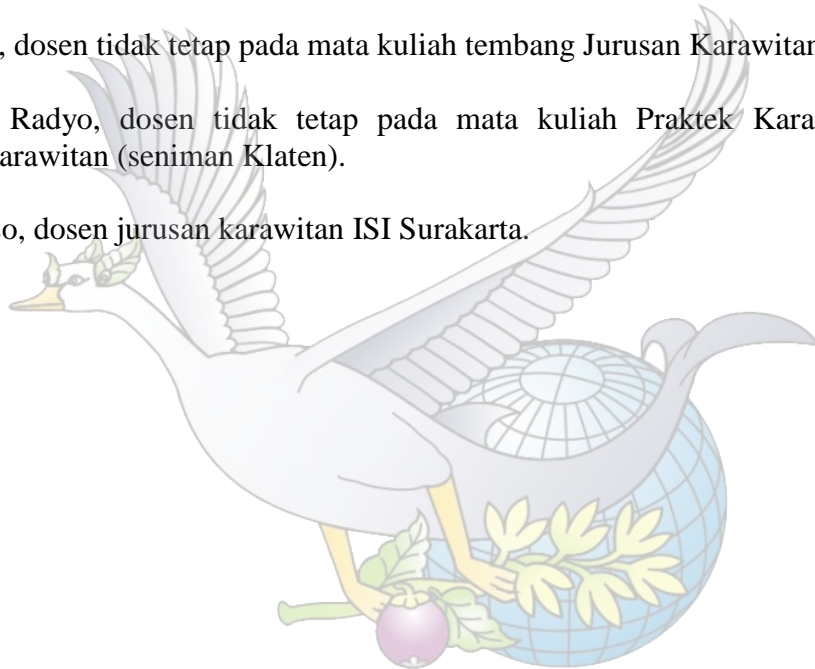 , dosen tidak tetap pada mata kuliah tembang Jurusan Karawitan
Radyo, dosen tidak tetap pada mata kuliah Praktek Kara
arawitan (seniman Klaten).
o, dosen jurusan karawitan ISI Surakarta.